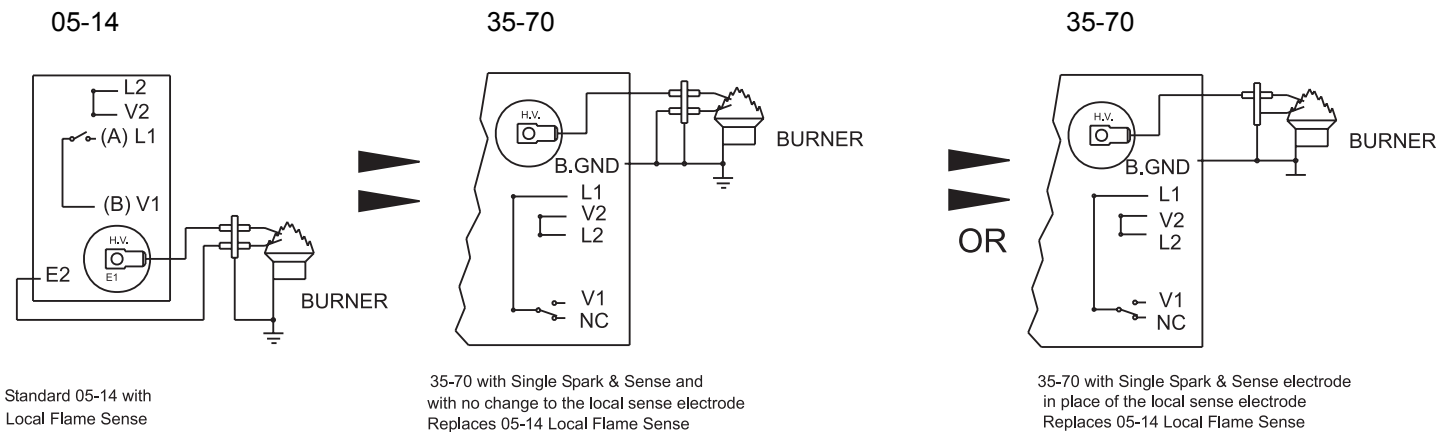 05-14
L2
V2
(A) L1
(B) V1
H.V.
E1
E2
BURNER
Standard 05-14 with
Local Flame Sense
35-70
H.V.
B.GND
BURNER
L1
V2
L2
V1
NC
35-70 with Single Spark & Sense and
with no change to the local sense electrode
Replaces 05-14 Local Flame Sense
OR
35-70
H.V.
B.GND
BURNER
L1
V2
L2
V1
NC
35-70 with Single Spark & Sense electrode
in place of the local sense electrode
Replaces 05-14 Local Flame Sense